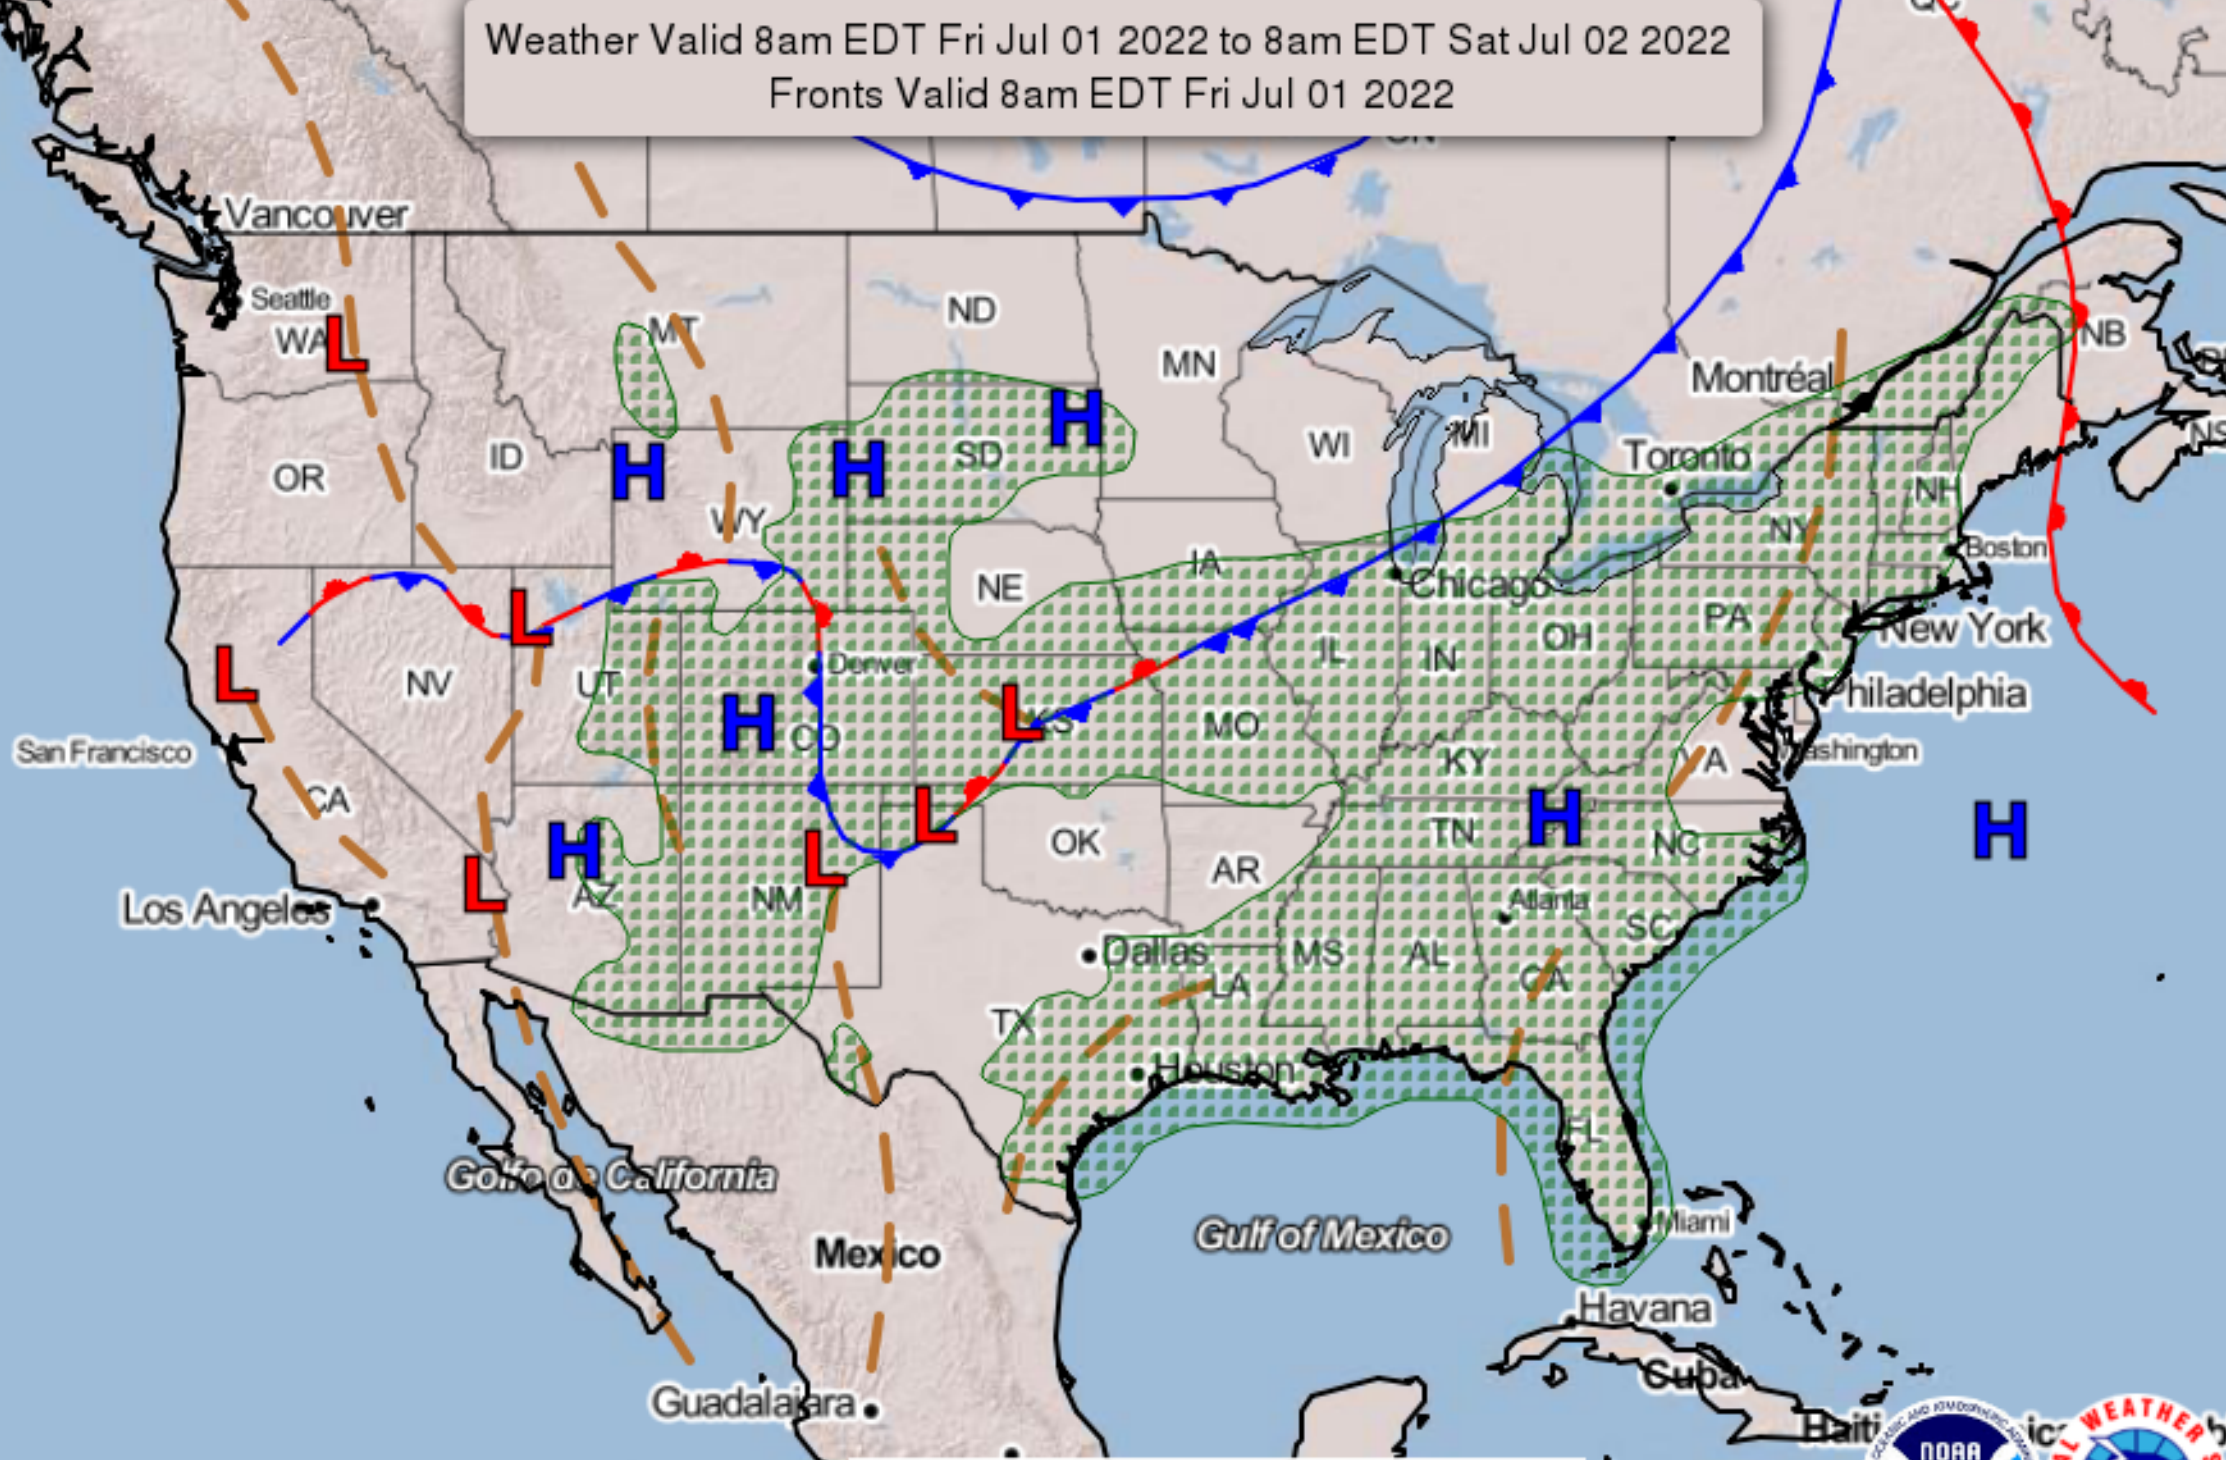 Weather Valid 8am EDT Fri Jul 01 2022 to 8am EDT Sat Jul 02 2022
Fronts Valid 8am EDT Fri Jul 01 2022
Vancouver
Seattle
WA
L
MT
ND
MN
NB
Montréal
OR
ID
H
WY
H
SD
H
WI
MI
Toronto
NH
NY
Boston
IA
NE
Chicago
PA
New York
L
L
NV
UT
Denver
IL
IN
OH
Philadelphia
San Francisco
H
CO
L
KS
MO
KY
VA
CA
H
AZ
L
L
NM
L
OK
AR
TN
H
NC
H
Los Angeles
Atlanta
SC
Dallas
LA
MS
AL
GA
TX
Houston
FL
Golfo de California
Mexico
Gulf of Mexico
Miami
Havana
Guadalajara
Cuba
NOAA
WEATHER